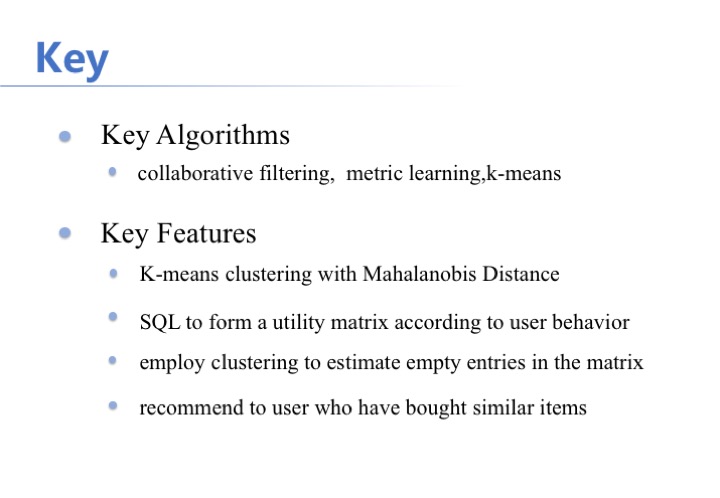 Key
Key Algorithms
collaborative filtering, metric learning,k-means
Key Features
K-means clustering with Mahalanobis Distance
SQL to form a utility matrix according to user behavior
employ clustering to estimate empty entries in the matrix
recommend to user who have bought similar items